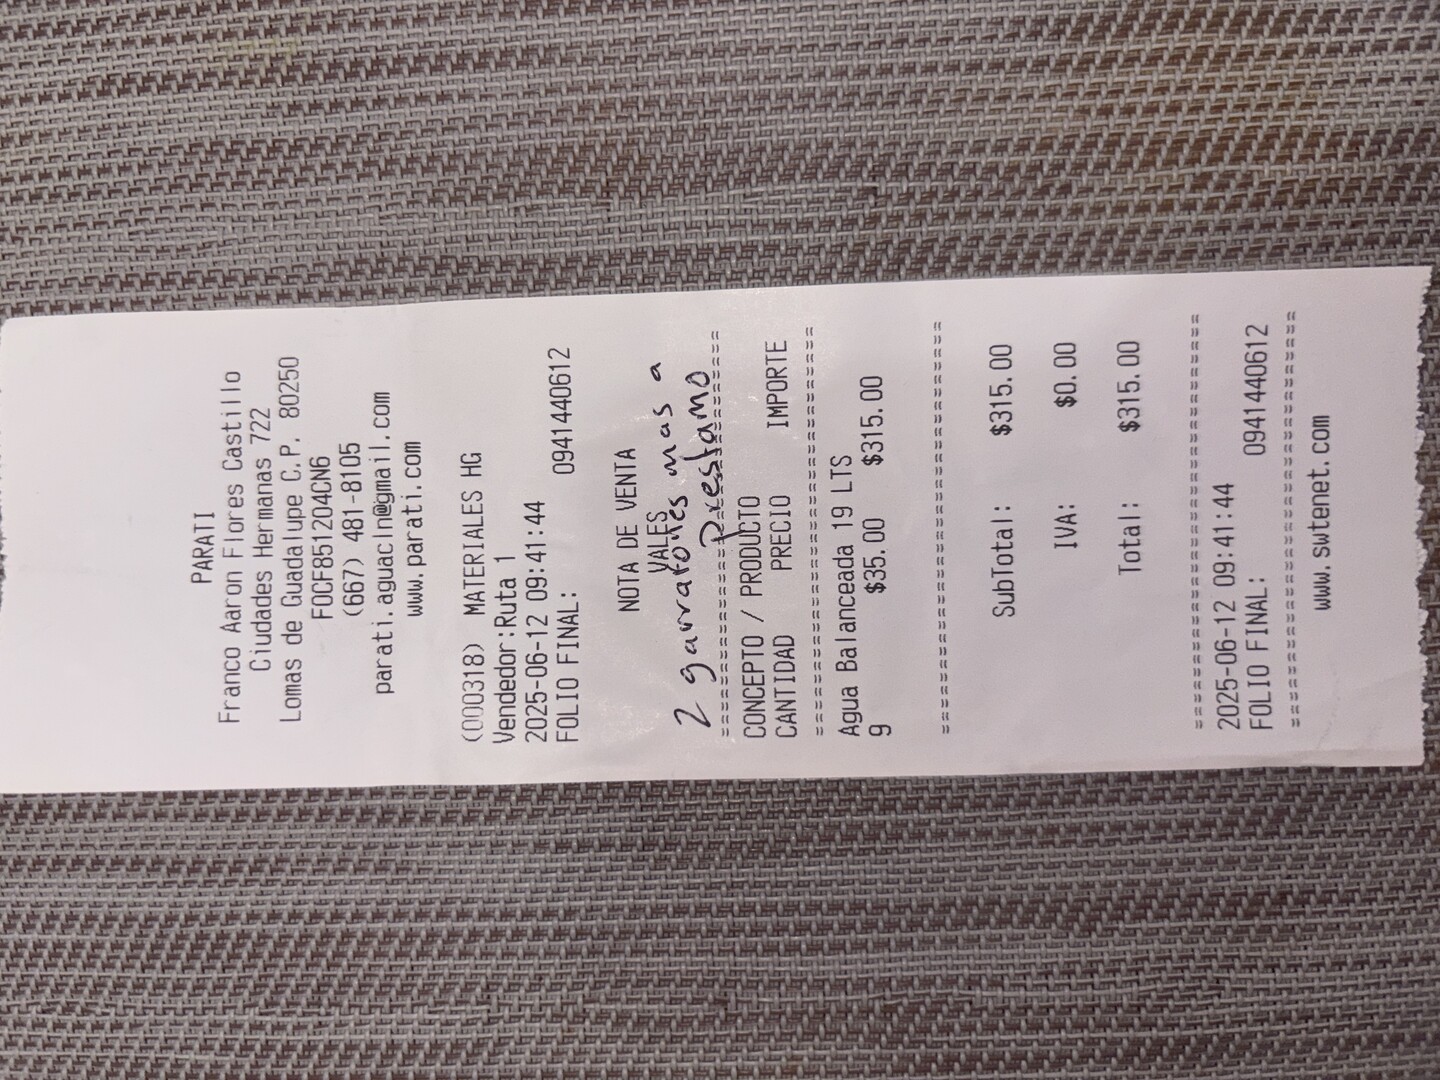 PARATI
Franco Aaron Flores Castillo
Ciudades Hermanas 722
Lomas de Guadalupe C.P. 80250
FOCF851204CN6
(667) 481-8105
parati.aguacln@gmail.com
www.parati.com
(000318) MATERIALES HG
Vendedor:Ruta 1
2025-06-12 09:41:44
FOLIO FINAL: 0941440612
NOTA DE VENTA
VALES
2 garrafones mas a
prestamo
==============================
CONCEPTO / PRODUCTO
CANTIDAD PRECIO IMPORTE
==============================
Agua Balanceada 19 LTS
9 $35.00 $315.00
==============================
SubTotal: $315.00
IVA: $0.00
Total: $315.00
==============================
2025-06-12 09:41:44
FOLIO FINAL: 0941440612
==============================
www.swtenet.com